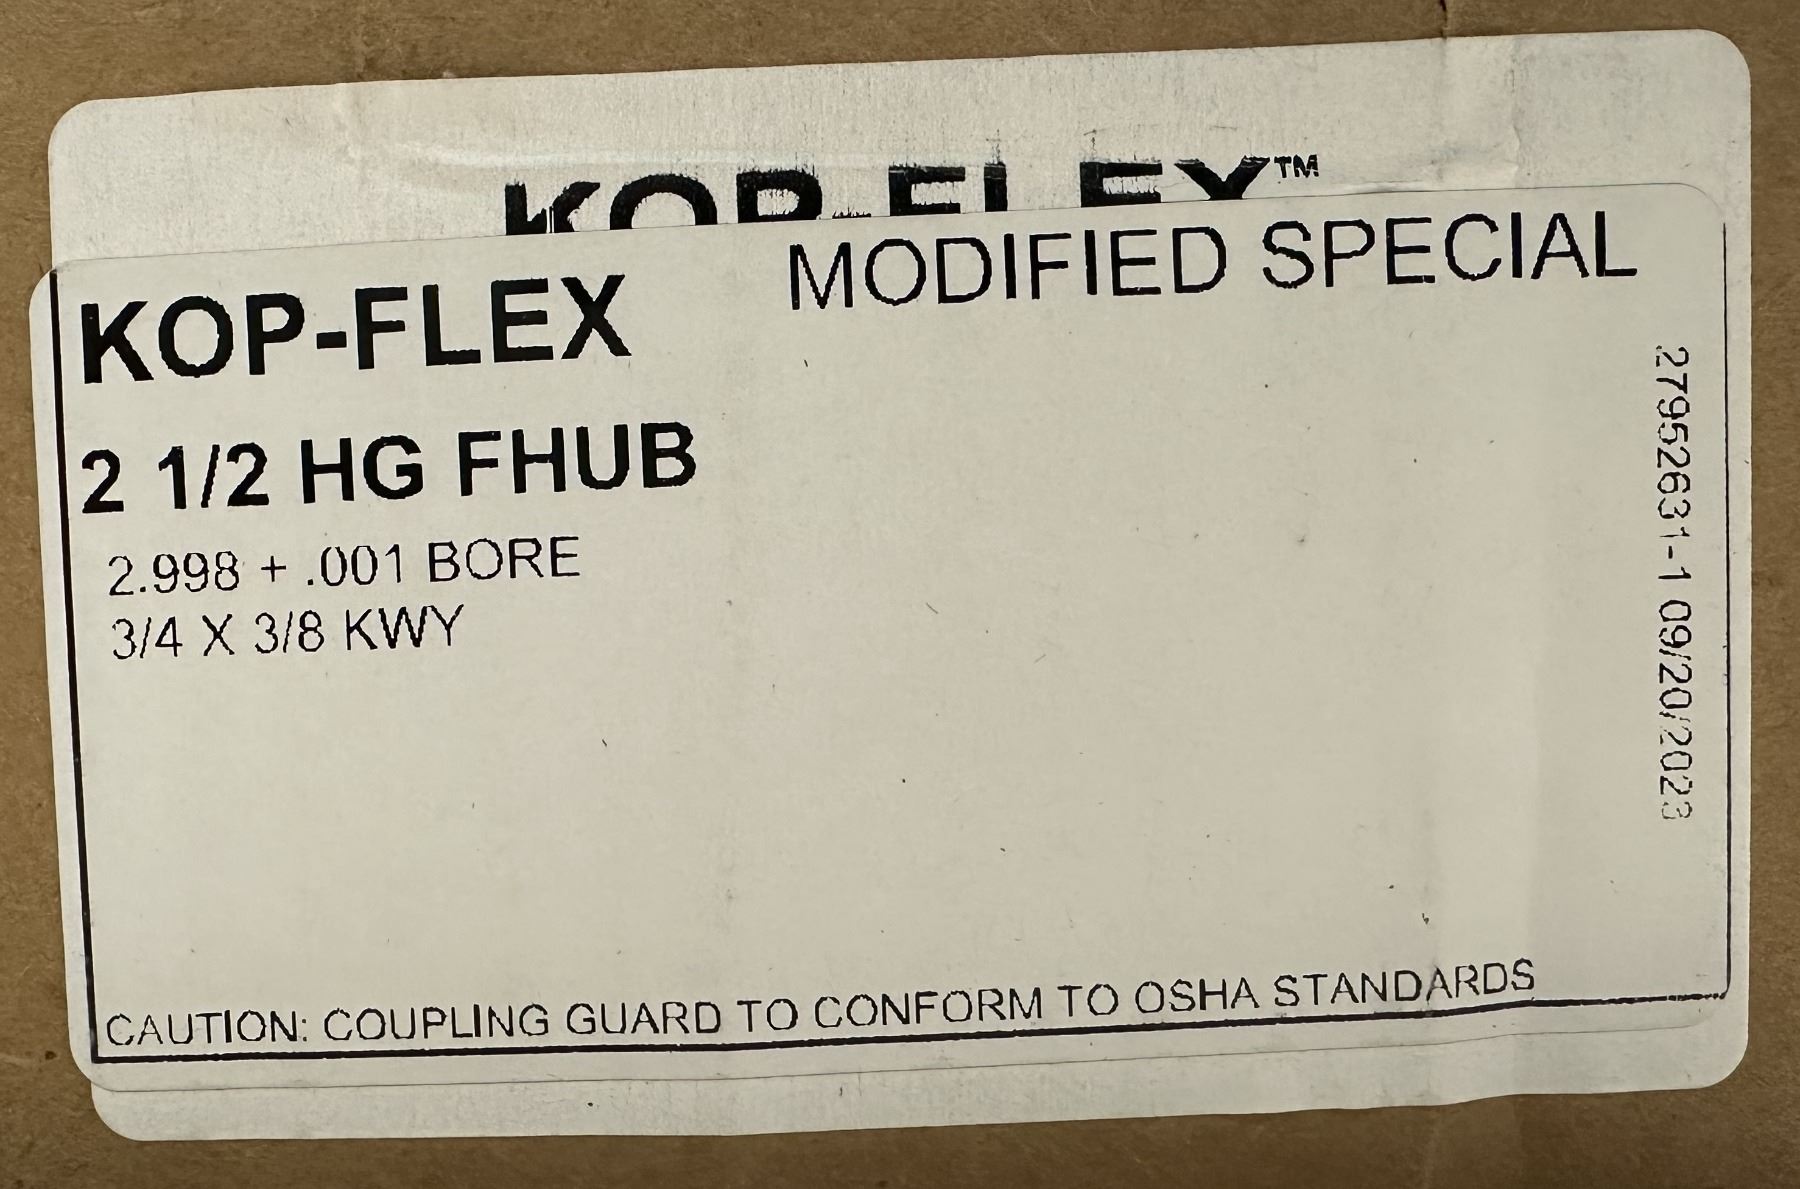 KOP-FLEX™
KOP-FLEX
MODIFIED SPECIAL
2 1/2 HG FHUB
2.998 + .001 BORE
3/4 X 3/8 KWY
27952631-1 09/20/2023
CAUTION: COUPLING GUARD TO CONFORM TO OSHA STANDARDS